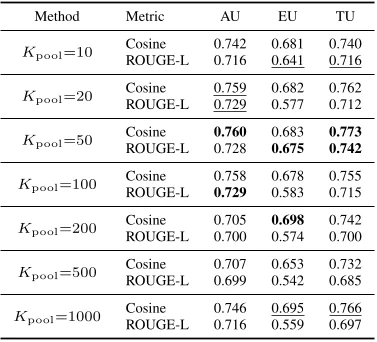 Method Metric AU EU TU
K_pool=10 Cosine 0.742 0.681 0.740
ROUGE-L 0.716 0.641 0.716
K_pool=20 Cosine 0.759 0.682 0.762
ROUGE-L 0.729 0.577 0.712
K_pool=50 Cosine 0.760 0.683 0.773
ROUGE-L 0.728 0.675 0.742
K_pool=100 Cosine 0.758 0.678 0.755
ROUGE-L 0.729 0.583 0.715
K_pool=200 Cosine 0.705 0.698 0.742
ROUGE-L 0.700 0.574 0.700
K_pool=500 Cosine 0.707 0.653 0.732
ROUGE-L 0.699 0.542 0.685
K_pool=1000 Cosine 0.746 0.695 0.766
ROUGE-L 0.716 0.559 0.697